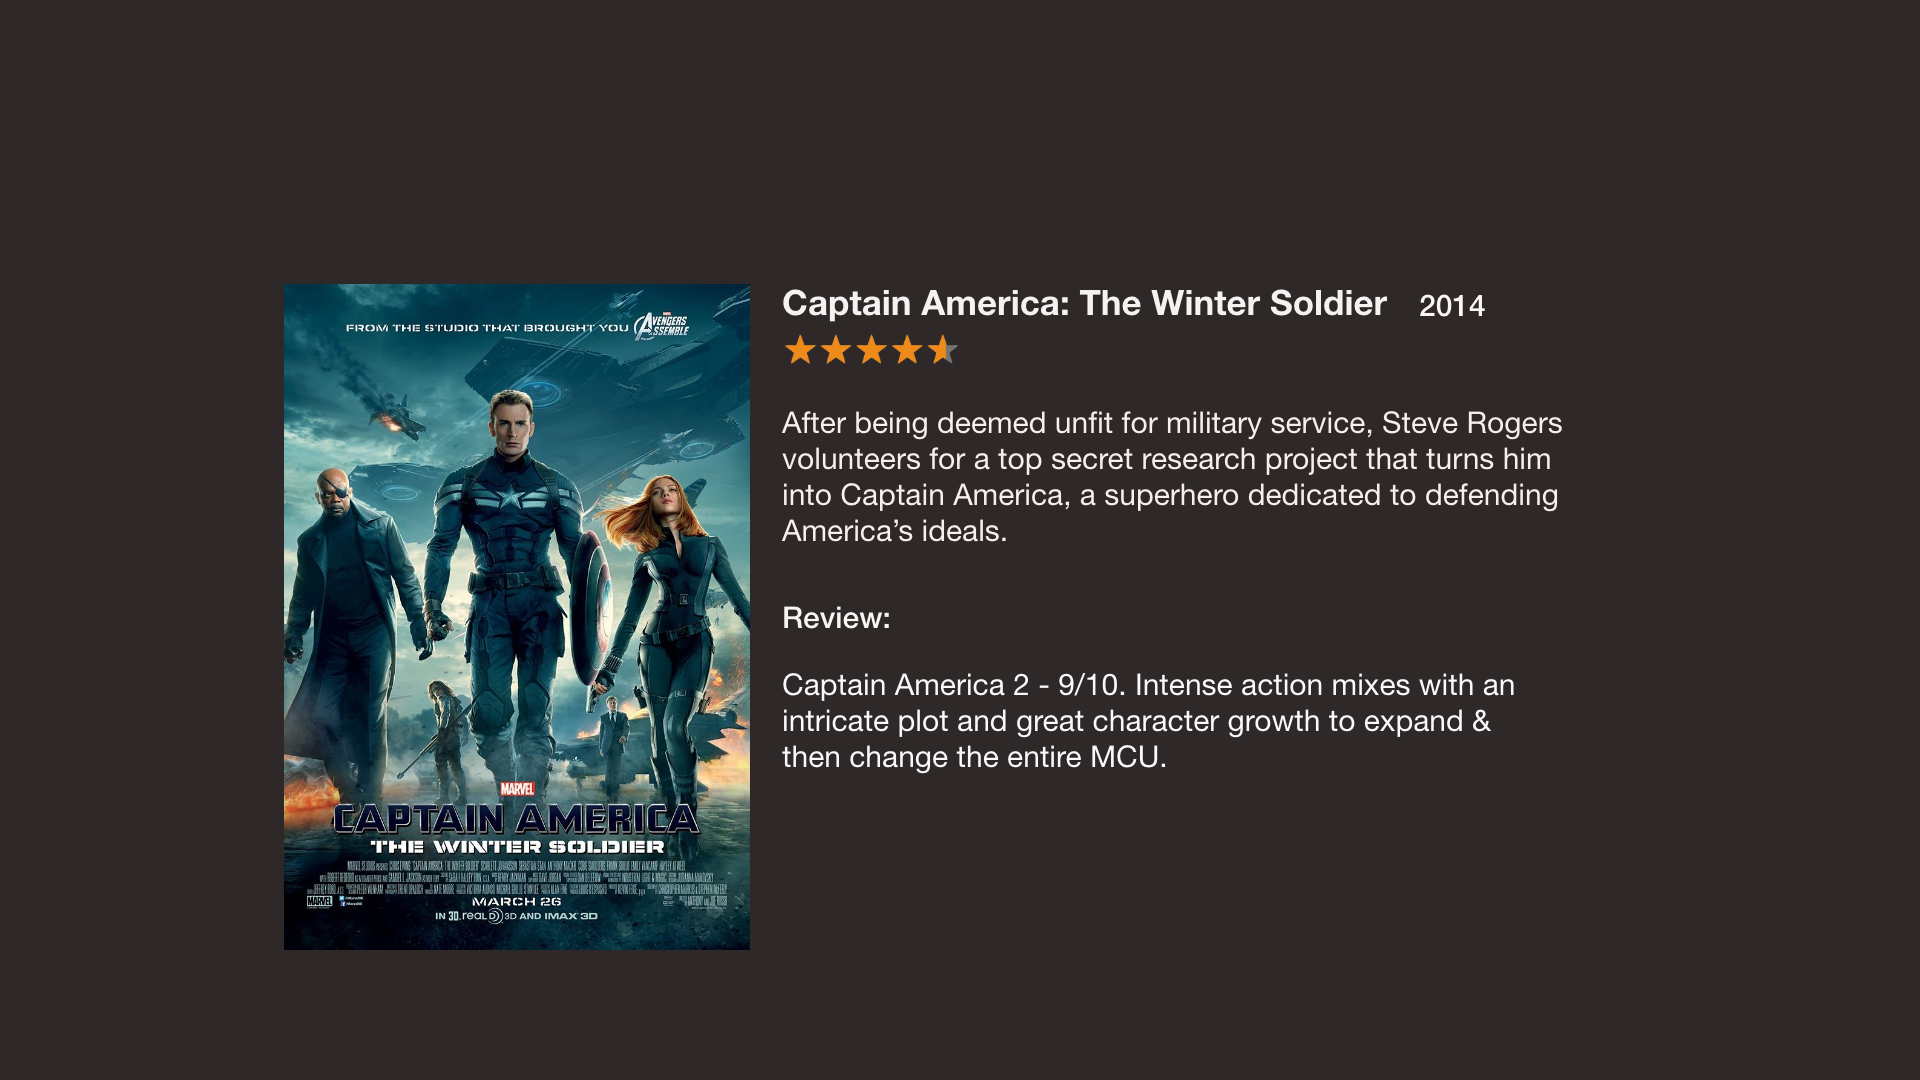 FROM THE STUDIO THAT BROUGHT YOU
MARVEL
AVENGERS
ASSEMBLE
MARVEL
CAPTAIN AMERICA
THE WINTER SOLDIER
MARVEL
MARCH 26
IN 3D, REAL D 3D AND IMAX 3D
Captain America: The Winter Soldier 2014
After being deemed unfit for military service, Steve Rogers
volunteers for a top secret research project that turns him
into Captain America, a superhero dedicated to defending
America’s ideals.
Review:
Captain America 2 - 9/10. Intense action mixes with an
intricate plot and great character growth to expand &
then change the entire MCU.